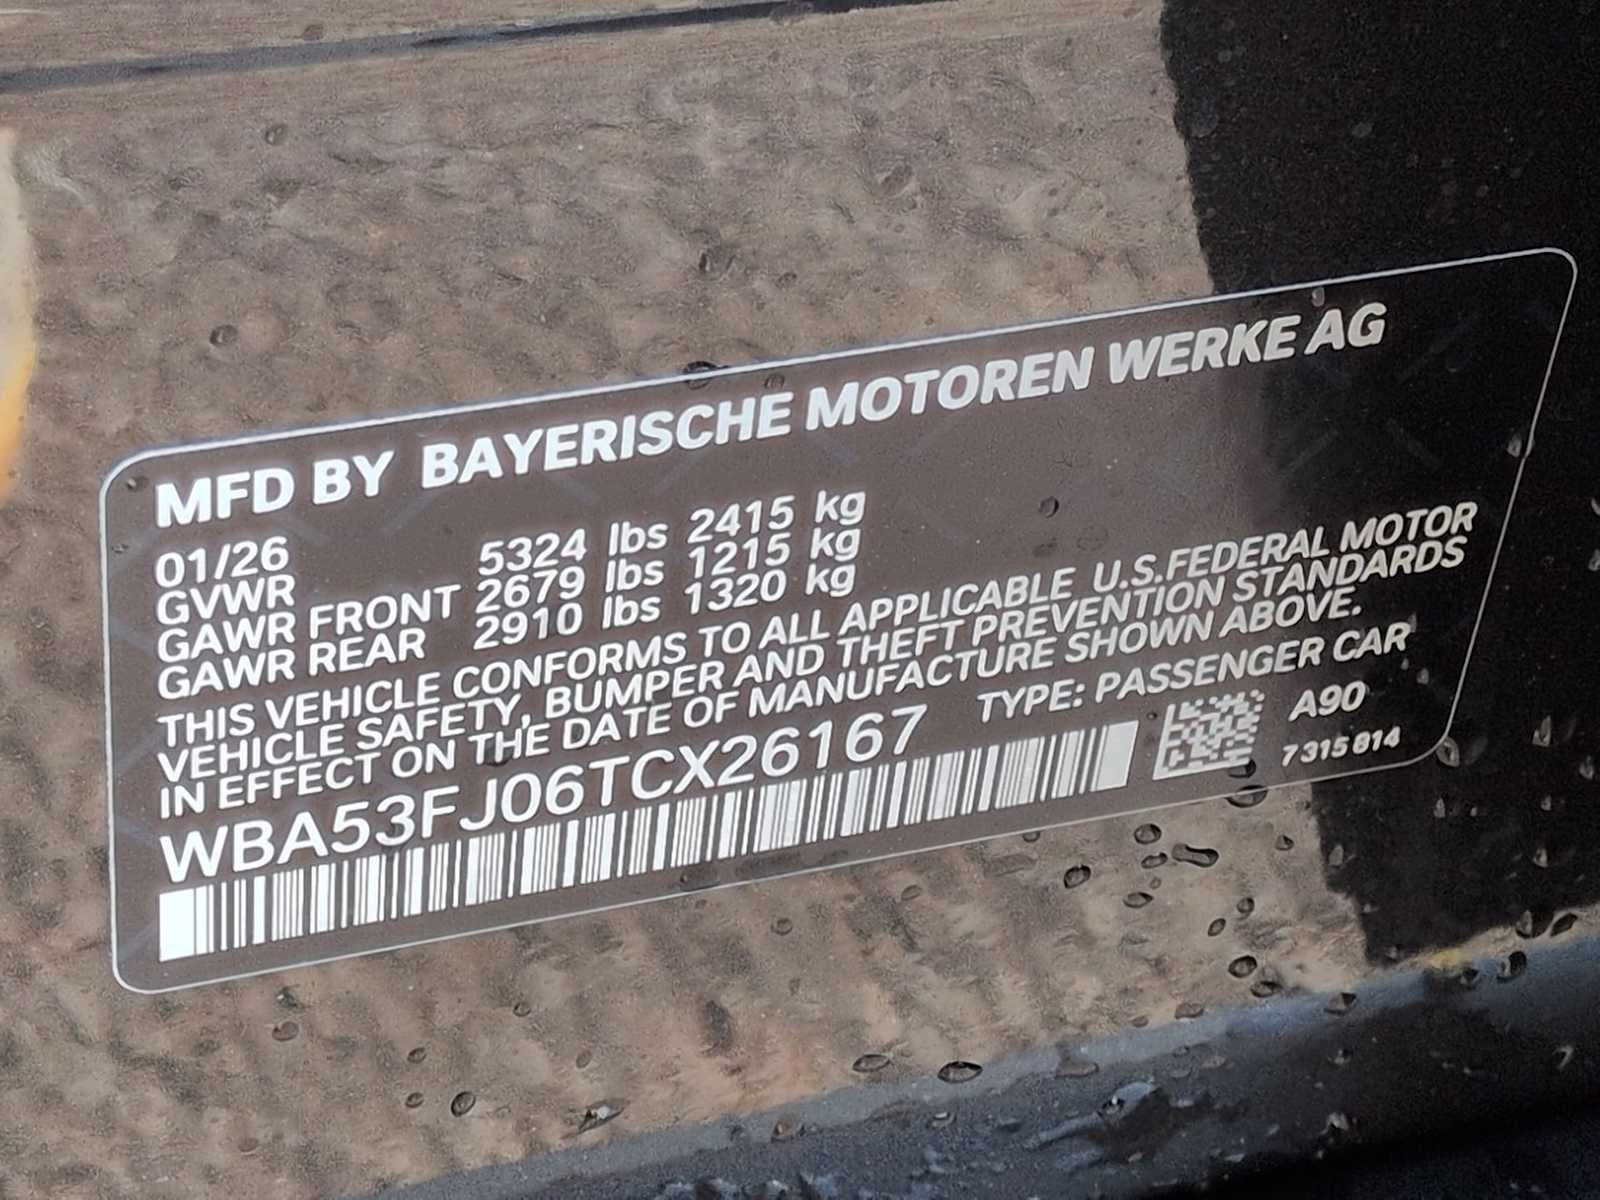 MFD BY BAYERISCHE MOTOREN WERKE AG
01/26
GVWR 5324 lbs 2415 kg
GAWR FRONT 2679 lbs 1215 kg
GAWR REAR 2910 lbs 1320 kg
THIS VEHICLE CONFORMS TO ALL APPLICABLE U.S.FEDERAL MOTOR
VEHICLE SAFETY, BUMPER AND THEFT PREVENTION STANDARDS
IN EFFECT ON THE DATE OF MANUFACTURE SHOWN ABOVE.
WBA53FJ06TCX26167 TYPE: PASSENGER CAR
A90
7315814